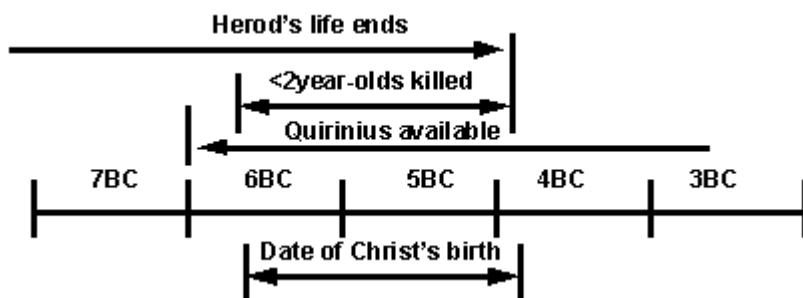 Herod's life ends
<2year-olds killed
Quirinius available
7BC 6BC 5BC 4BC 3BC
Date of Christ's birth